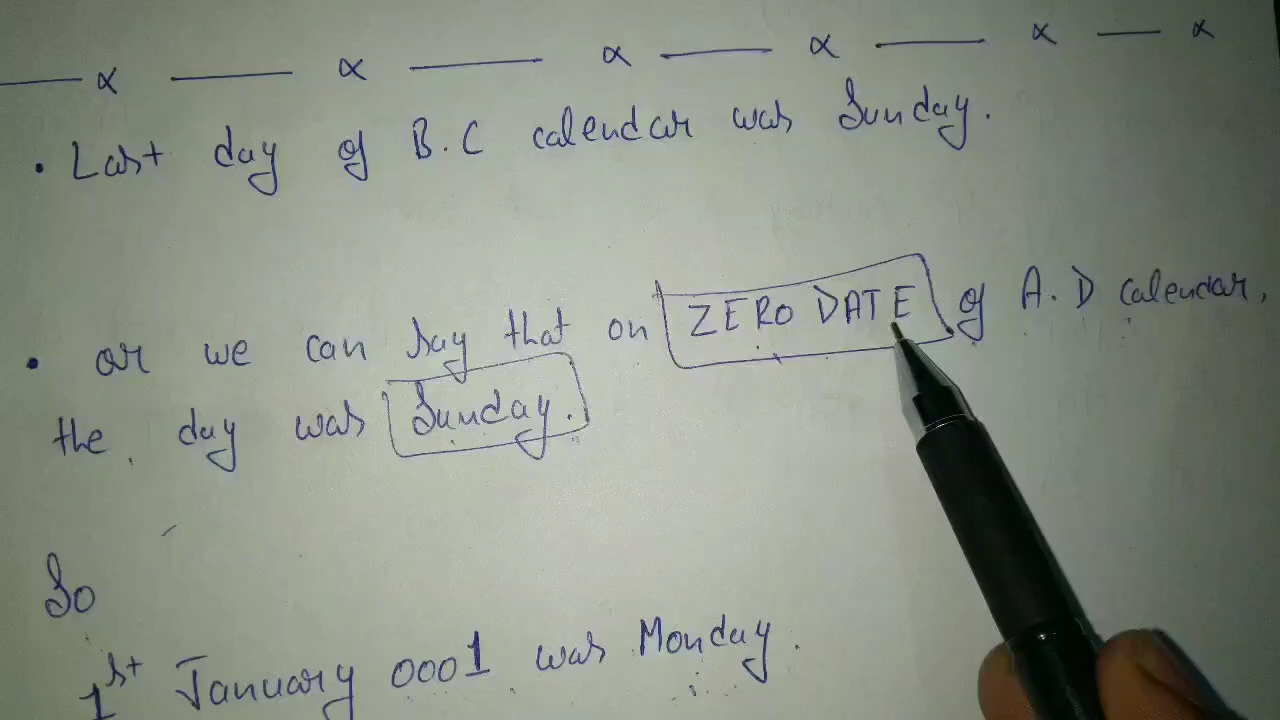 — ∝ — ∝ — ∝ — ∝ — ∝ — ∝
• Last day of B.C calendar was Sunday.
• or we can say that on ZERO DATE of A.D calendar,
the day was Sunday.
So
1st January 0001 was Monday.